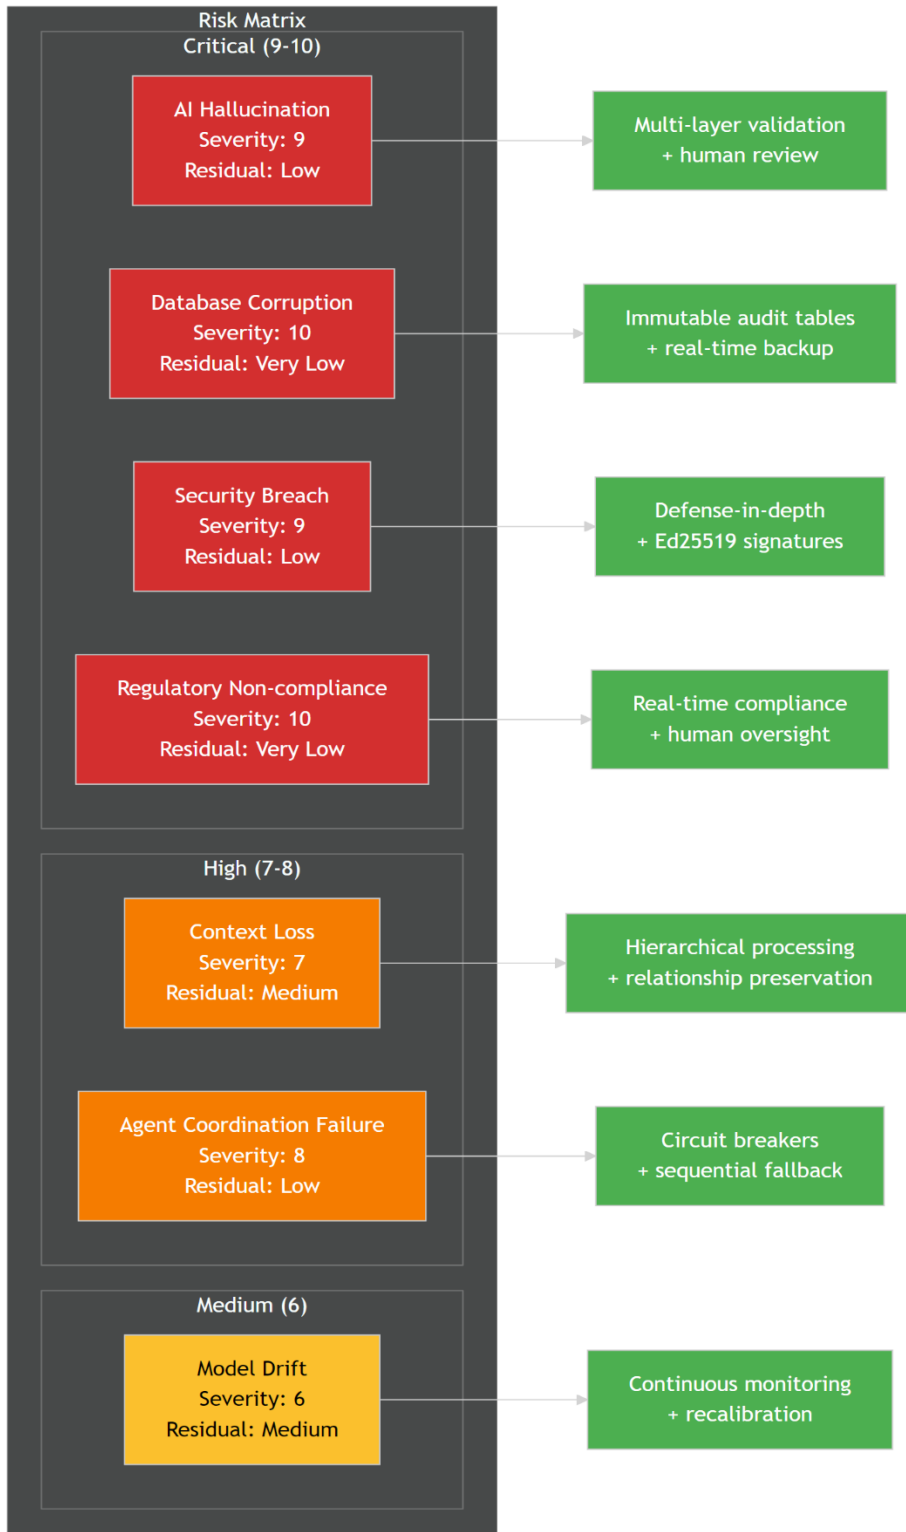 Risk Matrix
Critical (9-10)
AI Hallucination
Severity: 9
Residual: Low
Multi-layer validation
+ human review
Database Corruption
Severity: 10
Residual: Very Low
Immutable audit tables
+ real-time backup
Security Breach
Severity: 9
Residual: Low
Defense-in-depth
+ Ed25519 signatures
Regulatory Non-compliance
Severity: 10
Residual: Very Low
Real-time compliance
+ human oversight
High (7-8)
Context Loss
Severity: 7
Residual: Medium
Hierarchical processing
+ relationship preservation
Agent Coordination Failure
Severity: 8
Residual: Low
Circuit breakers
+ sequential fallback
Medium (6)
Model Drift
Severity: 6
Residual: Medium
Continuous monitoring
+ recalibration